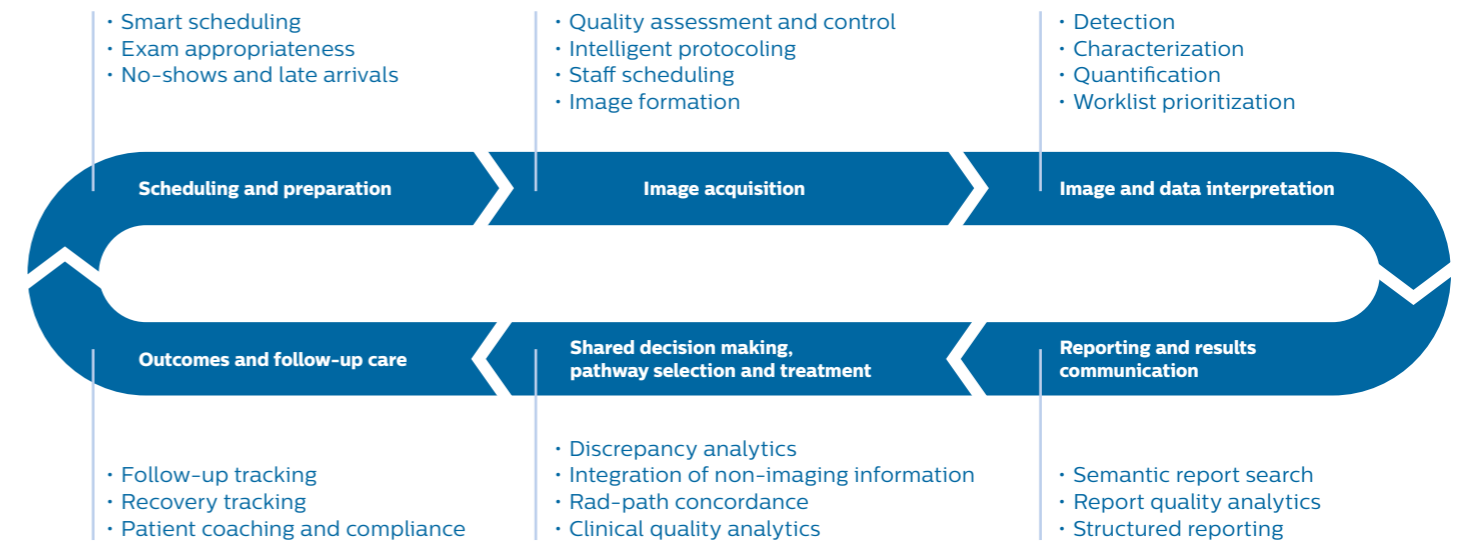 · Smart scheduling
· Exam appropriateness
· No-shows and late arrivals
· Quality assessment and control
· Intelligent protocoling
· Staff scheduling
· Image formation
· Detection
· Characterization
· Quantification
· Worklist prioritization
Scheduling and preparation
Image acquisition
Image and data interpretation
Outcomes and follow-up care
Shared decision making,
pathway selection and treatment
Reporting and results
communication
· Follow-up tracking
· Recovery tracking
· Patient coaching and compliance
· Discrepancy analytics
· Integration of non-imaging information
· Rad-path concordance
· Clinical quality analytics
· Semantic report search
· Report quality analytics
· Structured reporting